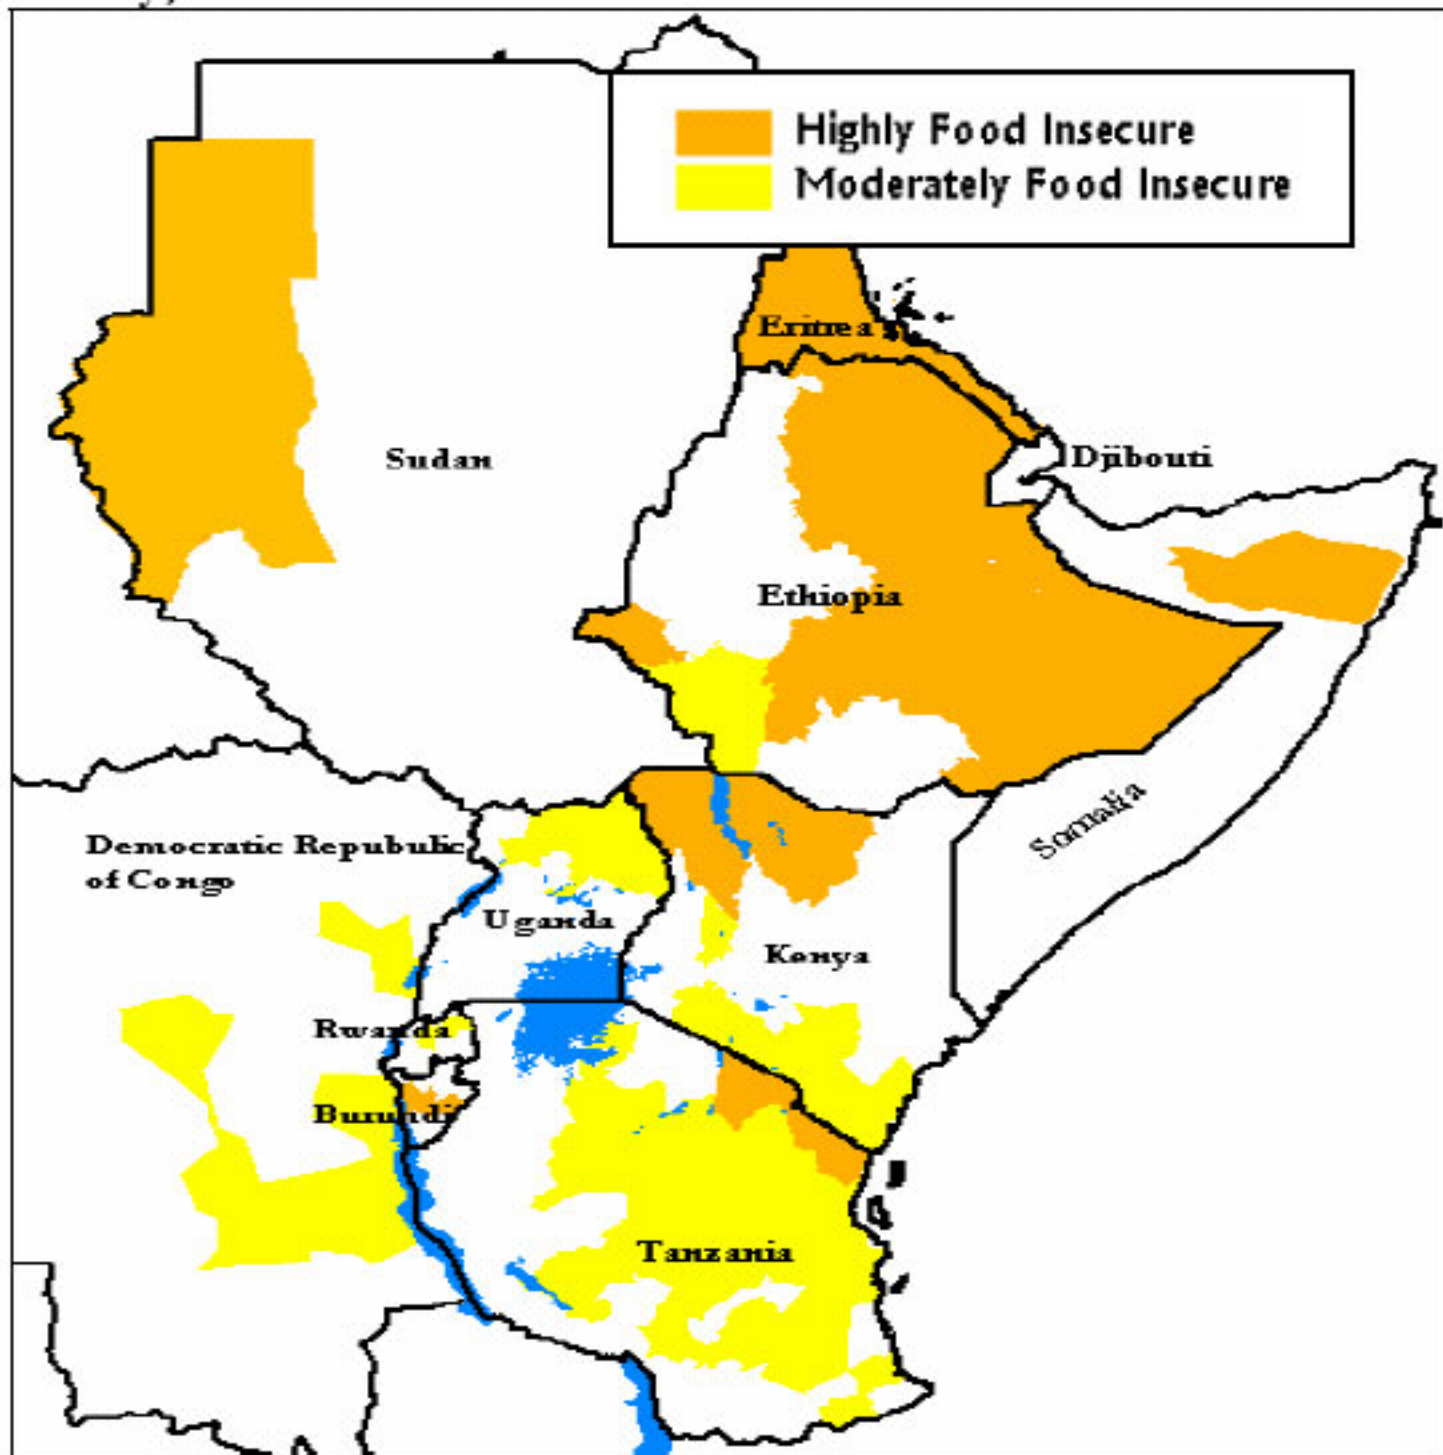 Highly Food Insecure
Moderately Food Insecure
Eritrea
Sudan
Djibouti
Ethiopia
Somalia
Democratic Repubulic
of Congo
Uganda
Kenya
Rwanda
Burundi
Tanzania